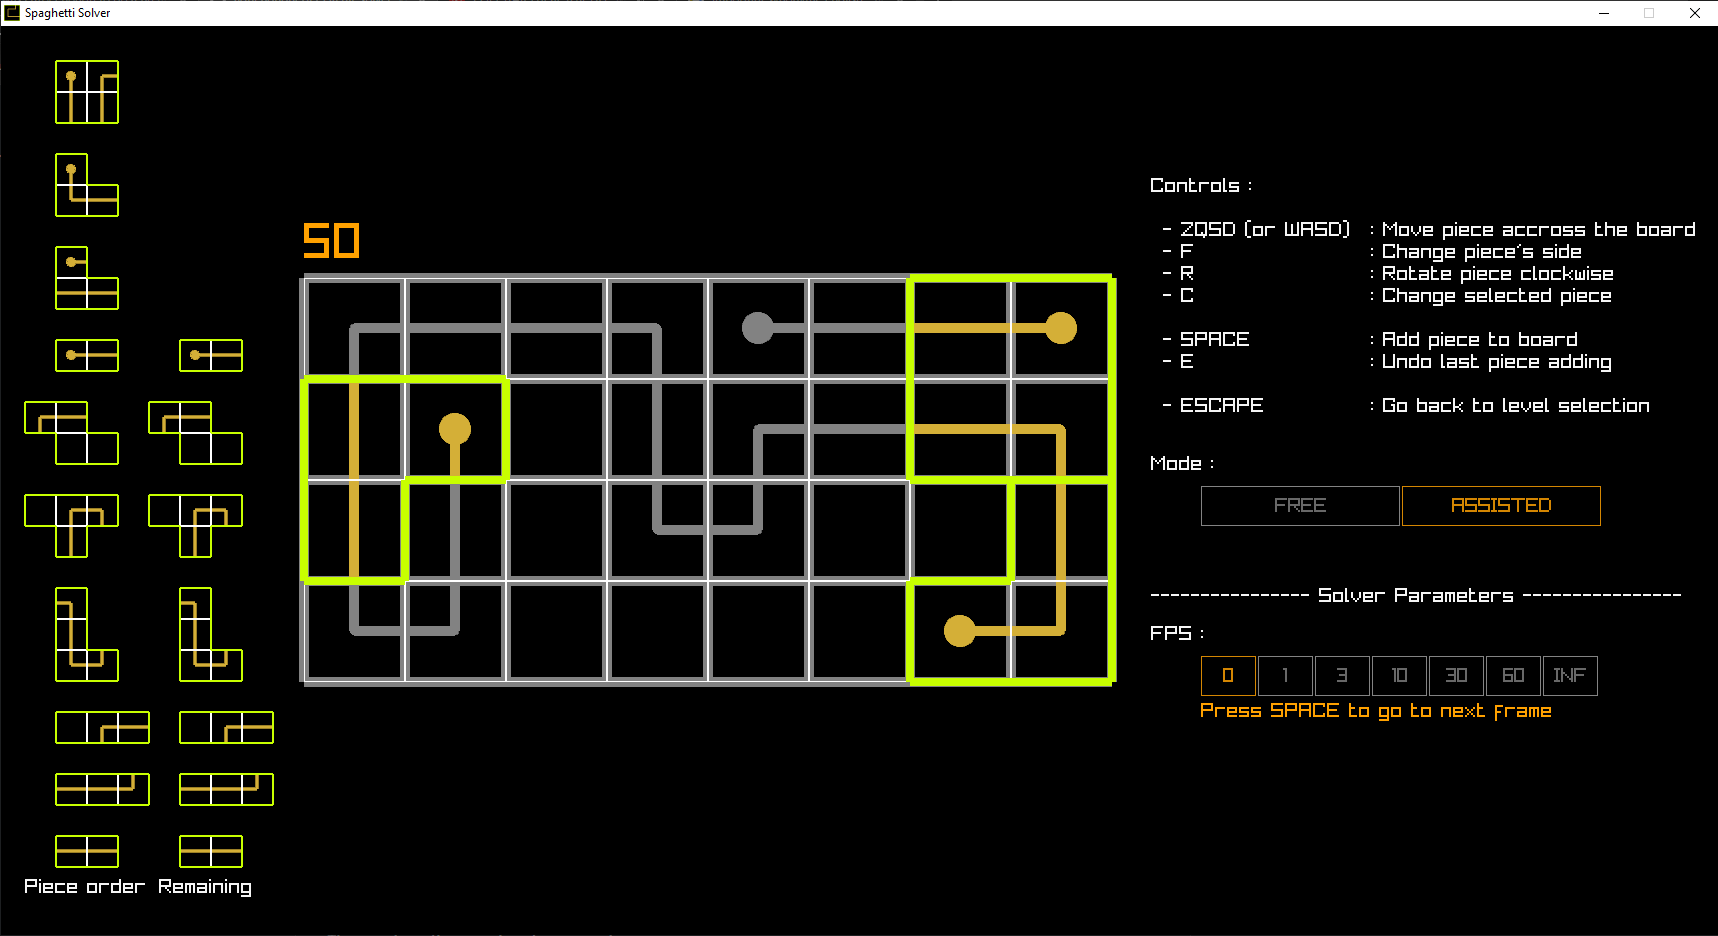 Spaghetti Solver
50
Controls :
- ZQSD (or WASD) : Move piece accross the board
- F : Change piece's side
- R : Rotate piece clockwise
- C : Change selected piece
- SPACE : Add piece to board
- E : Undo last piece adding
- ESCAPE : Go back to level selection
Mode :
FREE ASSISTED
---------------- Solver Parameters ----------------
FPS :
0 1 3 10 30 60 INF
Press SPACE to go to next frame
Piece order Remaining